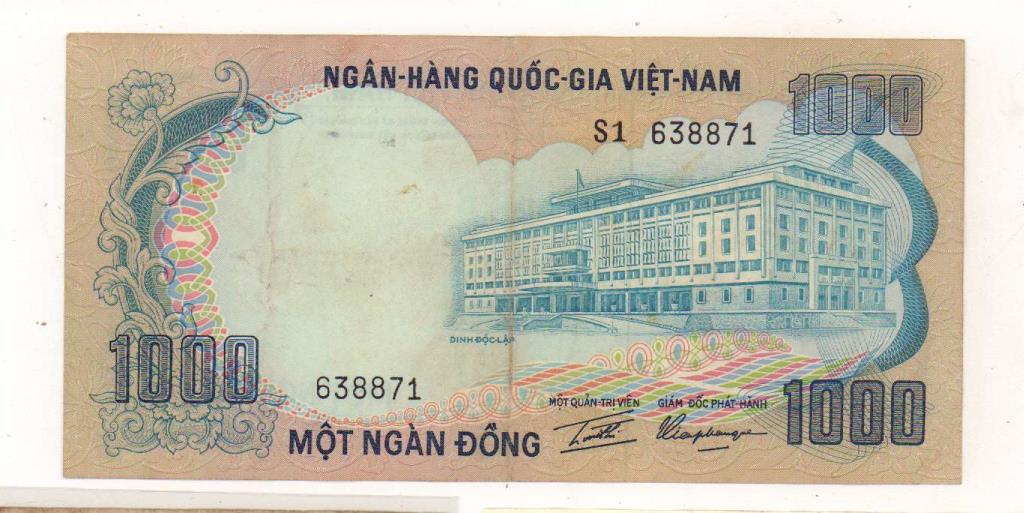 NGÂN-HÀNG QUỐC-GIA VIỆT-NAM
1000
S1 638871
DINH-ĐỘC-LẬP
1000
638871
MỘT QUẢN-TRỊ VIÊN
GIÁM ĐỐC PHÁT-HÀNH
1000
MỘT NGÀN ĐỒNG